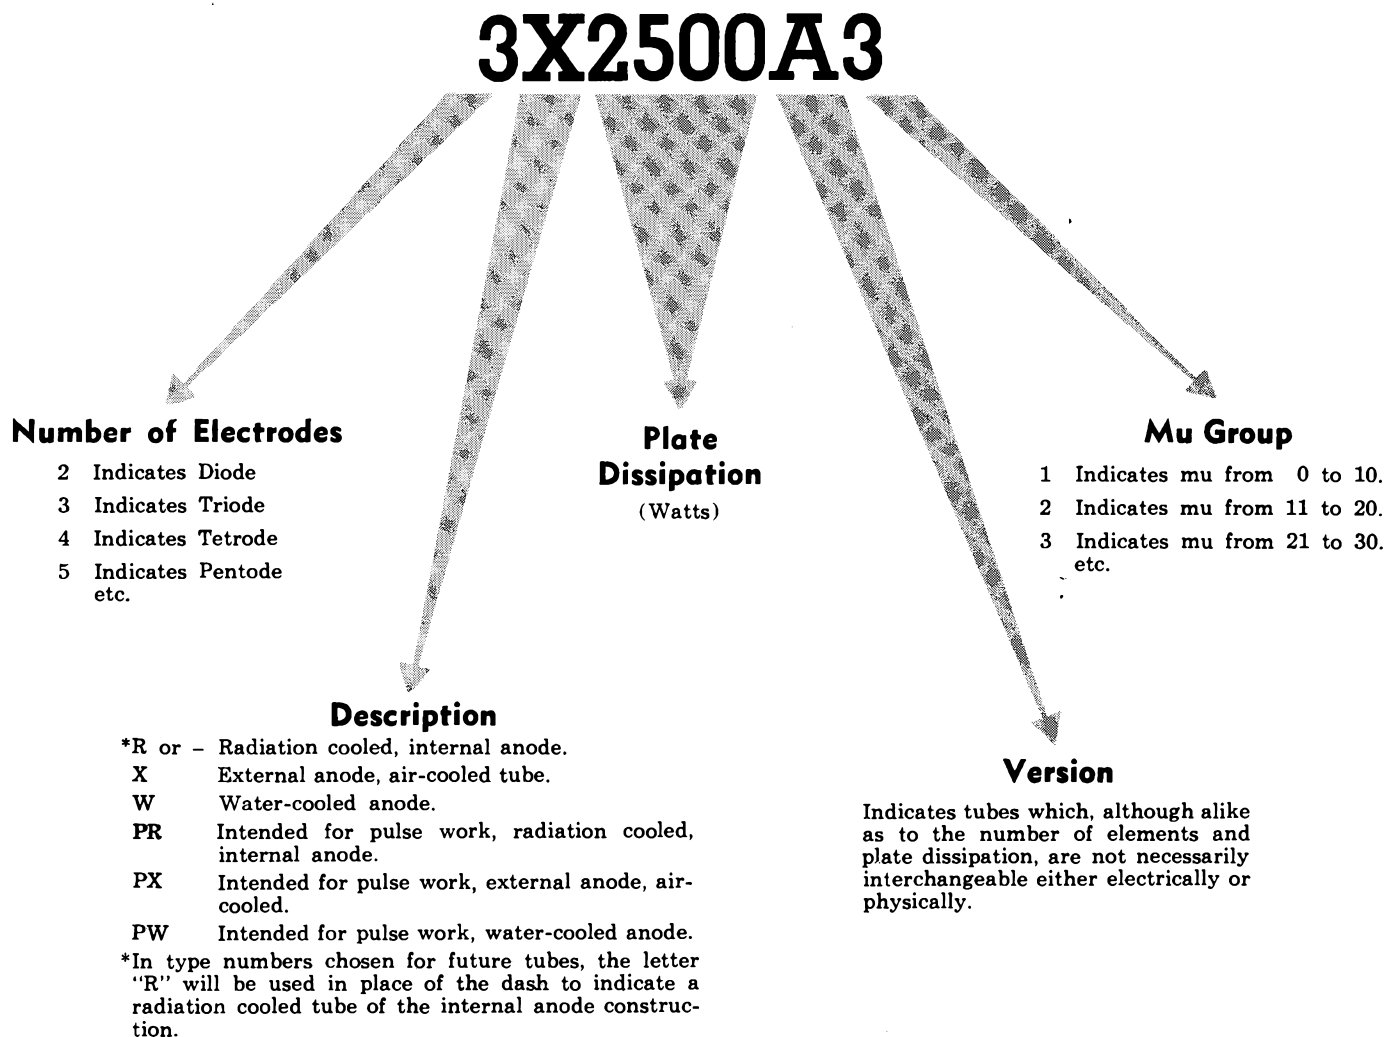 3X2500A3
Number of Electrodes
2 Indicates Diode
3 Indicates Triode
4 Indicates Tetrode
5 Indicates Pentode
etc.
Plate
Dissipation
(Watts)
Mu Group
1 Indicates mu from 0 to 10.
2 Indicates mu from 11 to 20.
3 Indicates mu from 21 to 30.
etc.
Description
*R or – Radiation cooled, internal anode.
X External anode, air-cooled tube.
W Water-cooled anode.
PR Intended for pulse work, radiation cooled,
internal anode.
PX Intended for pulse work, external anode, air-
cooled.
PW Intended for pulse work, water-cooled anode.
*In type numbers chosen for future tubes, the letter
"R" will be used in place of the dash to indicate a
radiation cooled tube of the internal anode construc-
tion.
Version
Indicates tubes which, although alike
as to the number of elements and
plate dissipation, are not necessarily
interchangeable either electrically or
physically.